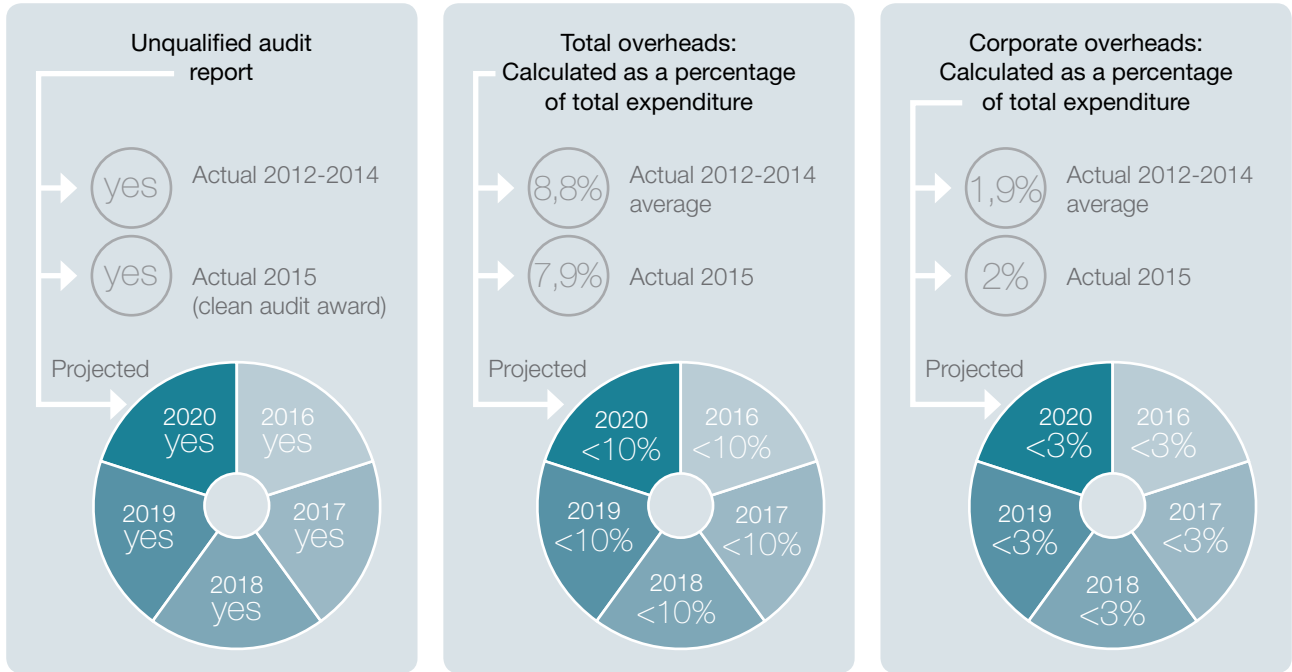 Unqualified audit
report
yes
Actual 2012-2014
yes
Actual 2015
(clean audit award)
Projected
2020
yes
2016
yes
2019
yes
2017
yes
2018
yes
Total overheads:
Calculated as a percentage
of total expenditure
8,8%
Actual 2012-2014
average
7,9%
Actual 2015
Projected
2020
<10%
2016
<10%
2019
<10%
2017
<10%
2018
<10%
Corporate overheads:
Calculated as a percentage
of total expenditure
1,9%
Actual 2012-2014
average
2%
Actual 2015
Projected
2020
<3%
2016
<3%
2019
<3%
2017
<3%
2018
<3%